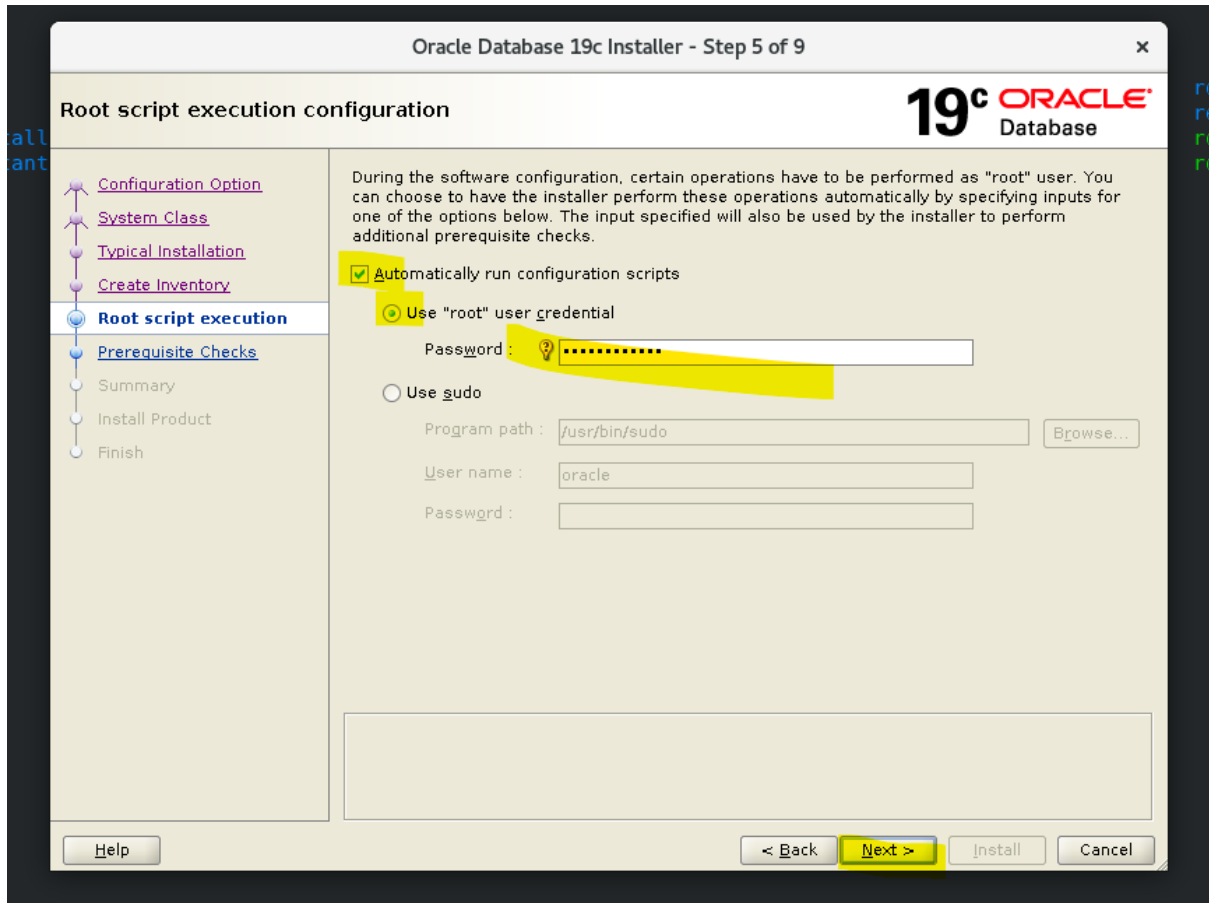 Oracle Database 19c Installer - Step 5 of 9
Root script execution configuration
19c ORACLE
Database
Configuration Option
System Class
Typical Installation
Create Inventory
Root script execution
Prerequisite Checks
Summary
Install Product
Finish
During the software configuration, certain operations have to be performed as "root" user. You
can choose to have the installer perform these operations automatically by specifying inputs for
one of the options below. The input specified will also be used by the installer to perform
additional prerequisite checks.
Automatically run configuration scripts
Use "root" user credential
Password :
Use sudo
Program path : /usr/bin/sudo Browse...
User name : oracle
Password :
Help < Back Next > Install Cancel